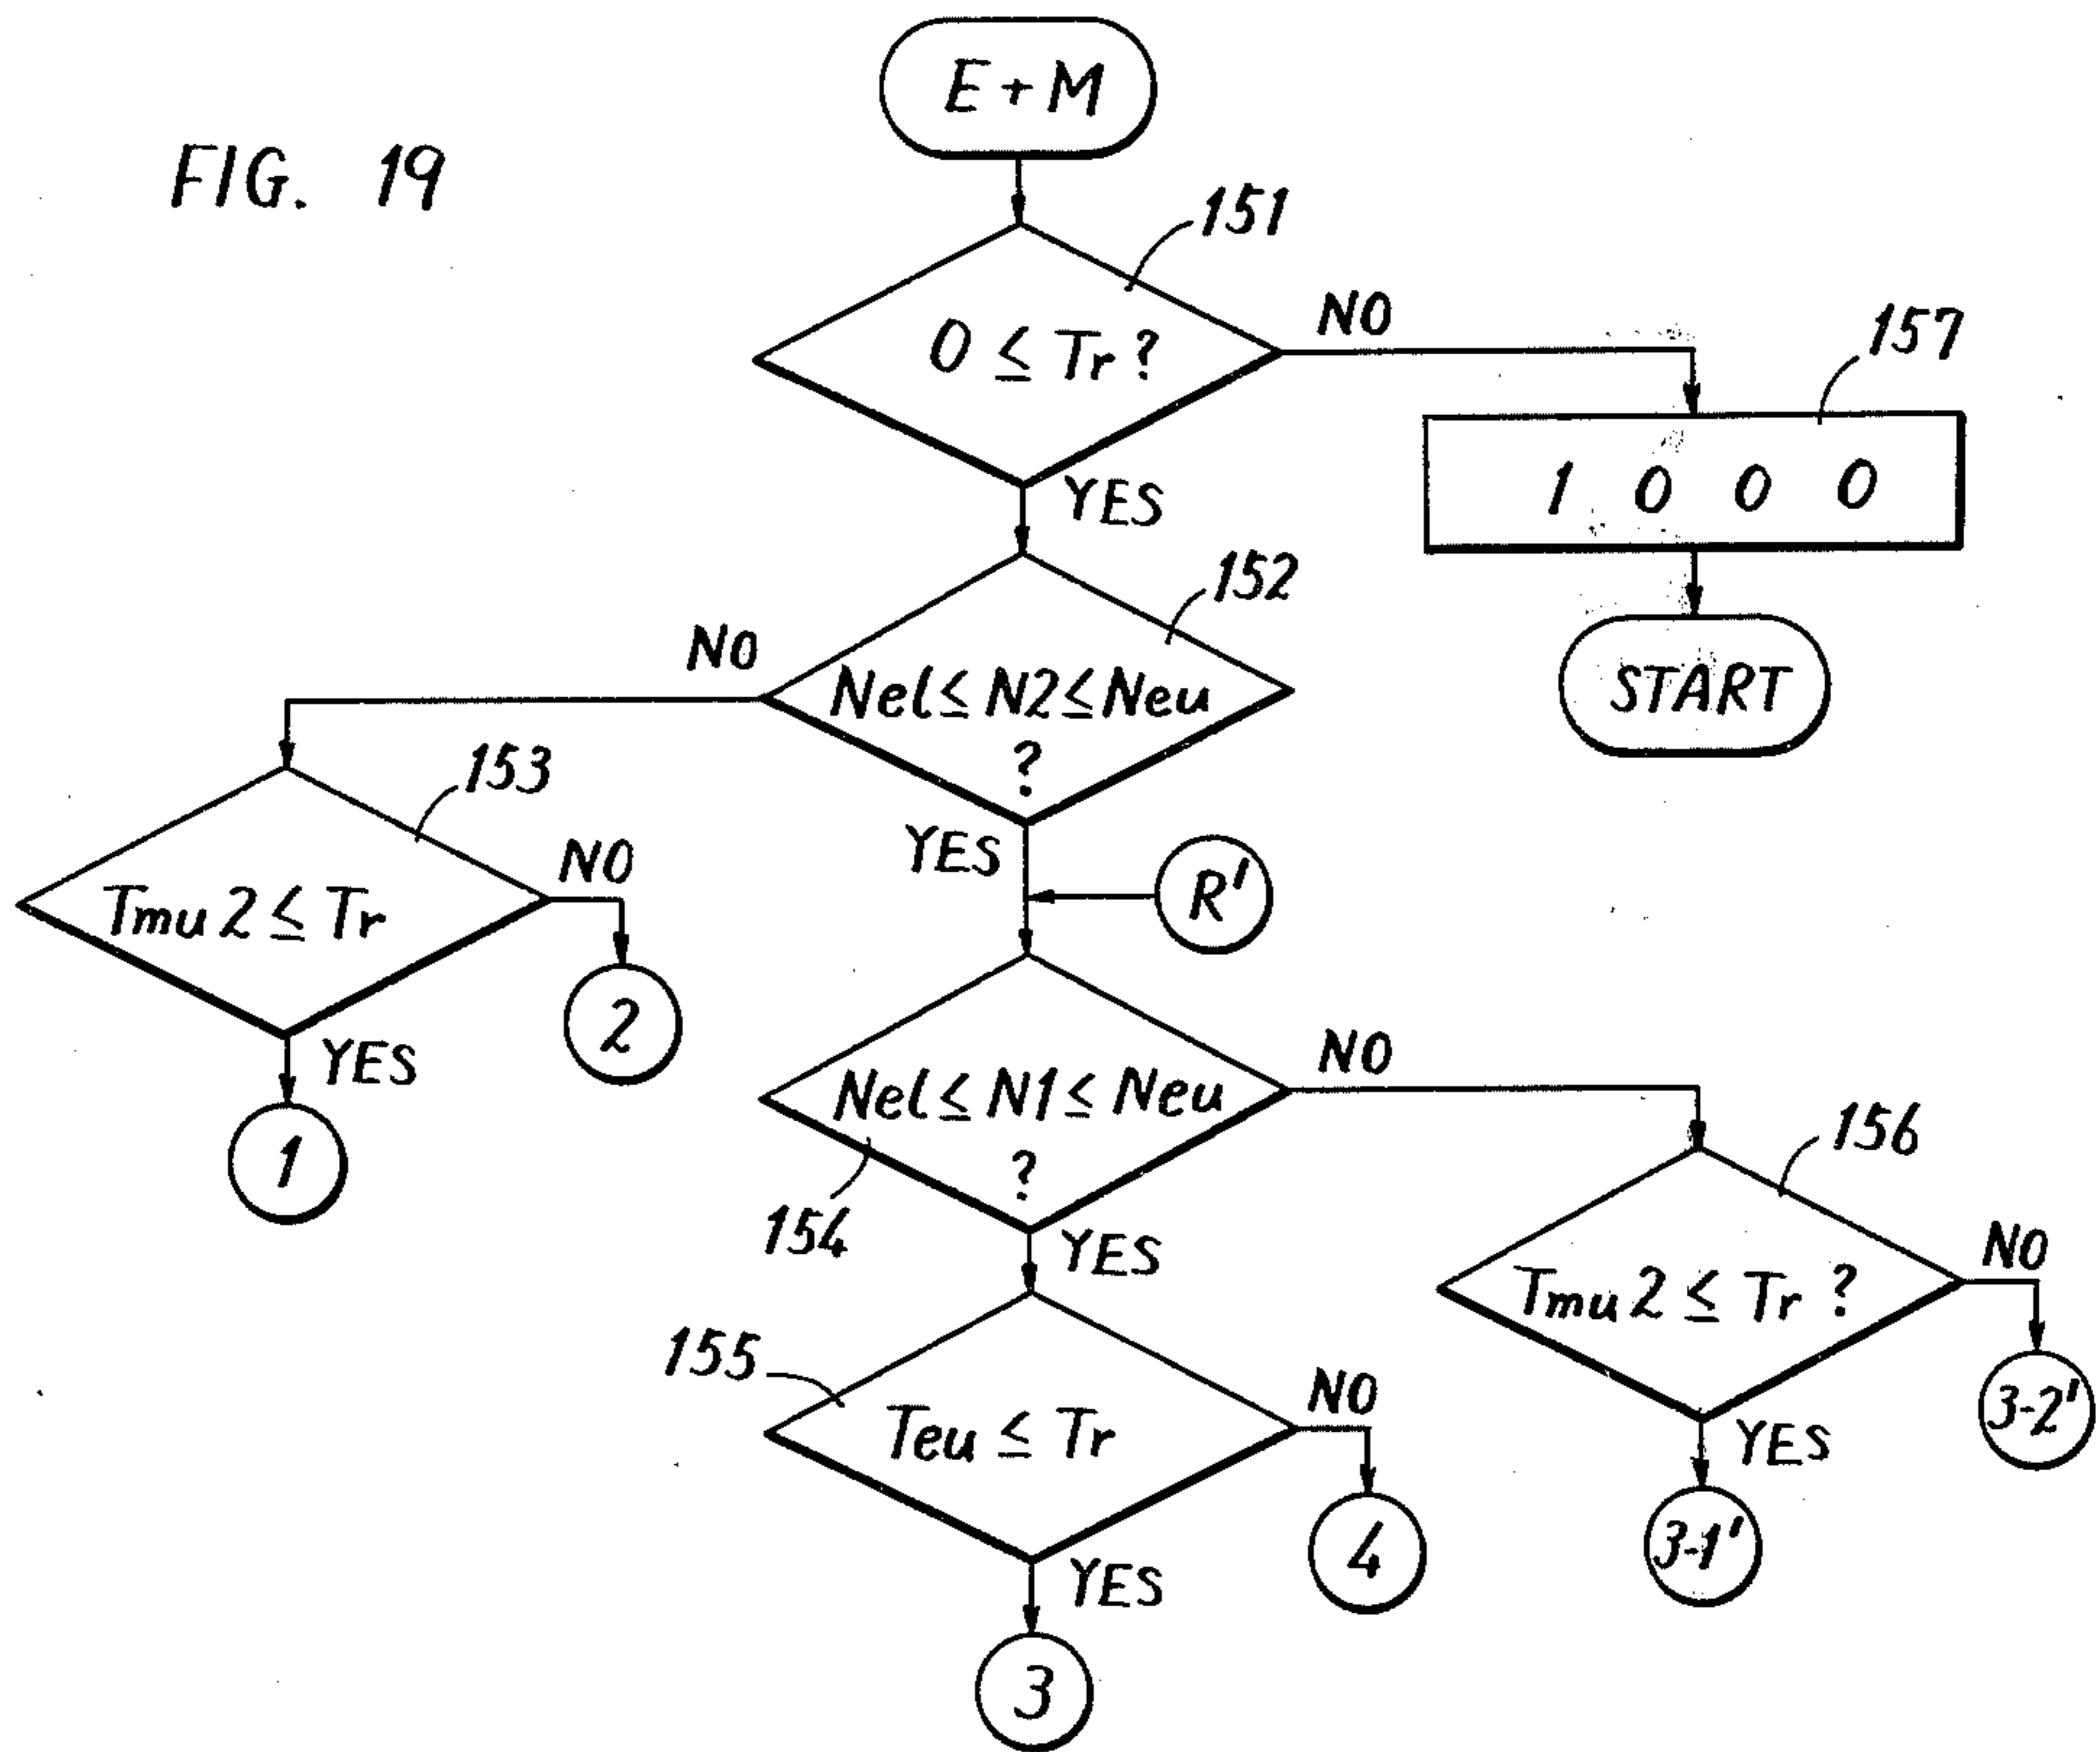 FIG. 19
E + M
151
0 ≤ Tr ?
NO
157
YES
1 0 0 0
START
152
NO
Nel ≤ N2 ≤ Neu
?
YES
R'
153
Tmu 2 ≤ Tr
NO
2
YES
1
Nel ≤ N1 ≤ Neu
?
NO
154
YES
156
Tmu 2 ≤ Tr ?
NO
3-2'
YES
3-1'
155
Teu ≤ Tr
NO
4
YES
3